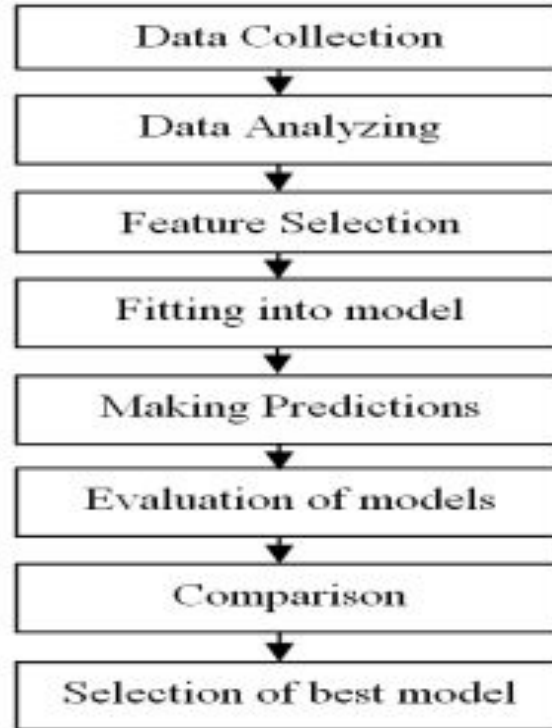 Data Collection
Data Analyzing
Feature Selection
Fitting into model
Making Predictions
Evaluation of models
Comparison
Selection of best model